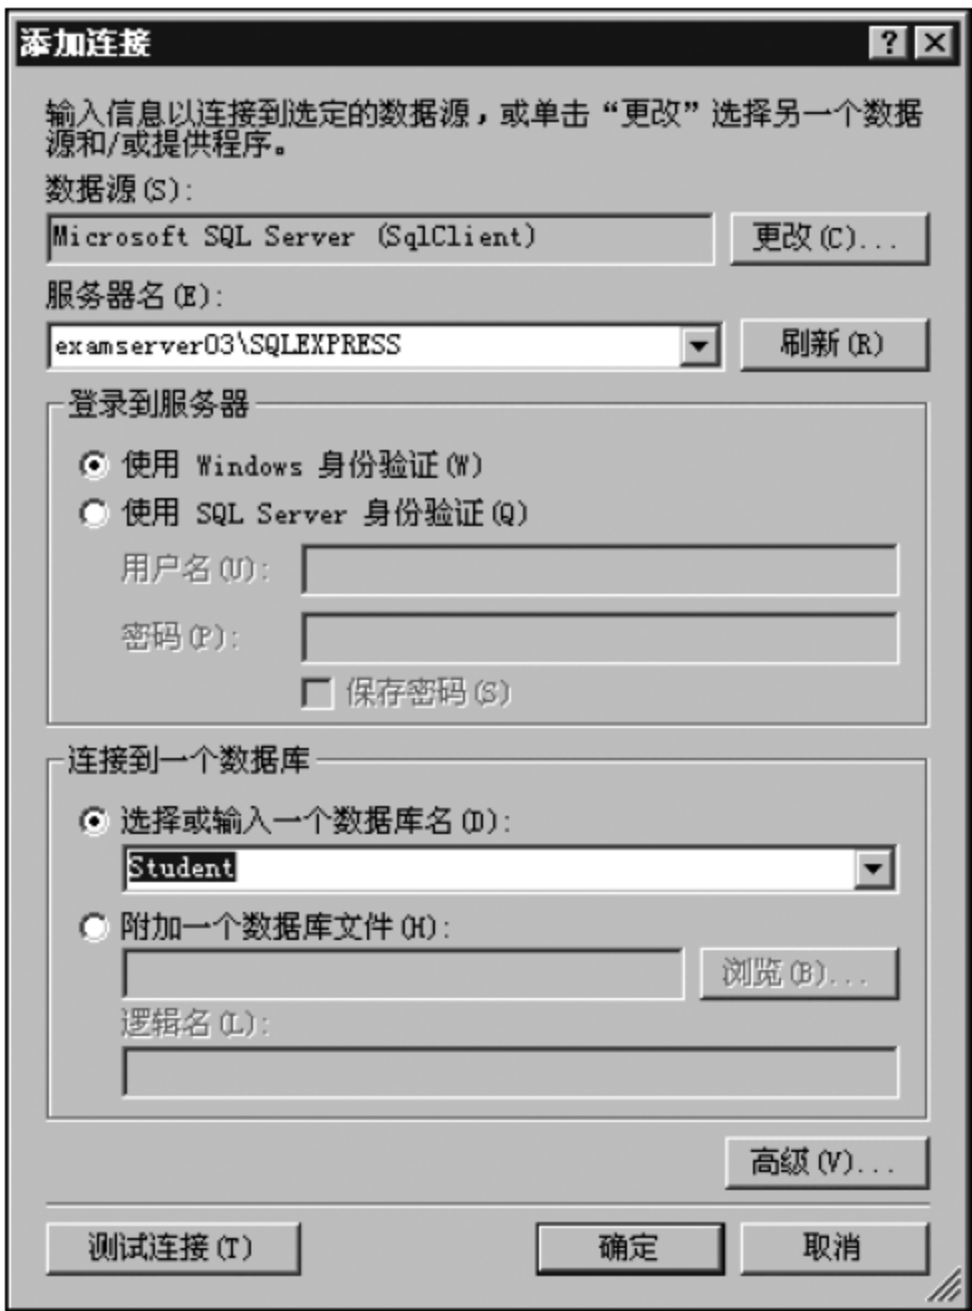 添加连接
输入信息以连接到选定的数据源，或单击“更改”选择另一个数据
源和/或提供程序。
数据源(S):
Microsoft SQL Server (SqlClient)
更改(C)...
服务器名(E):
examserver03\SQLEXPRESS
刷新(R)
登录到服务器
使用 Windows 身份验证(W)
使用 SQL Server 身份验证(Q)
用户名(U):
密码(P):
保存密码(S)
连接到一个数据库
选择或输入一个数据库名(D):
Student
附加一个数据库文件(H):
浏览(B)...
逻辑名(L):
高级(V)...
测试连接(T)
确定
取消